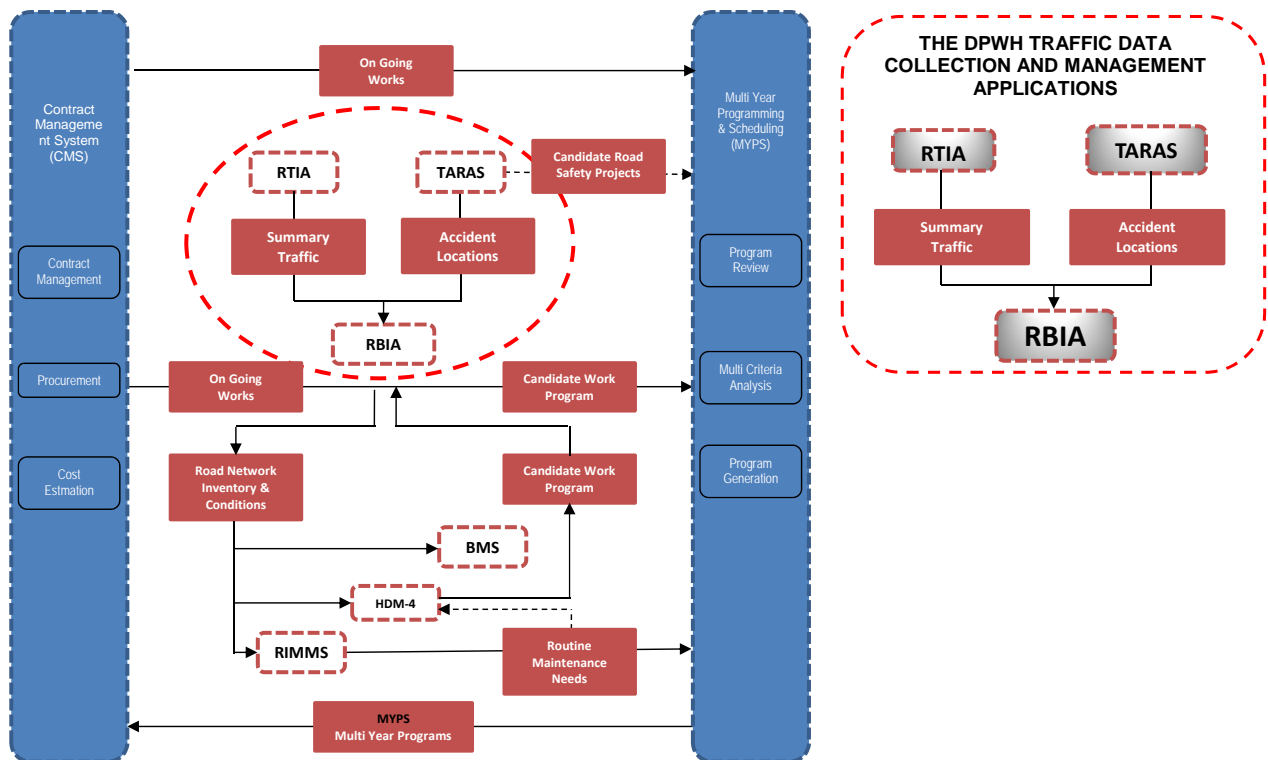 Contract
Manageme
nt System
(CMS)
Contract
Management
Procurement
Cost
Estmation
On Going
Works
RTIA
TARAS
Candidate Road
Safety Projects
Summary
Traffic
Accident
Locations
RBIA
On Going
Works
Candidate Work
Program
Road Network
Inventory &
Conditions
Candidate Work
Program
BMS
HDM-4
RIMMS
Routine
Maintenance
Needs
MYPS
Multi Year Programs
Multi Year
Programming
& Scheduling
(MYPS)
Program
Review
Multi Criteria
Analysis
Program
Generation
THE DPWH TRAFFIC DATA
COLLECTION AND MANAGEMENT
APPLICATIONS
RTIA
TARAS
Summary
Traffic
Accident
Locations
RBIA